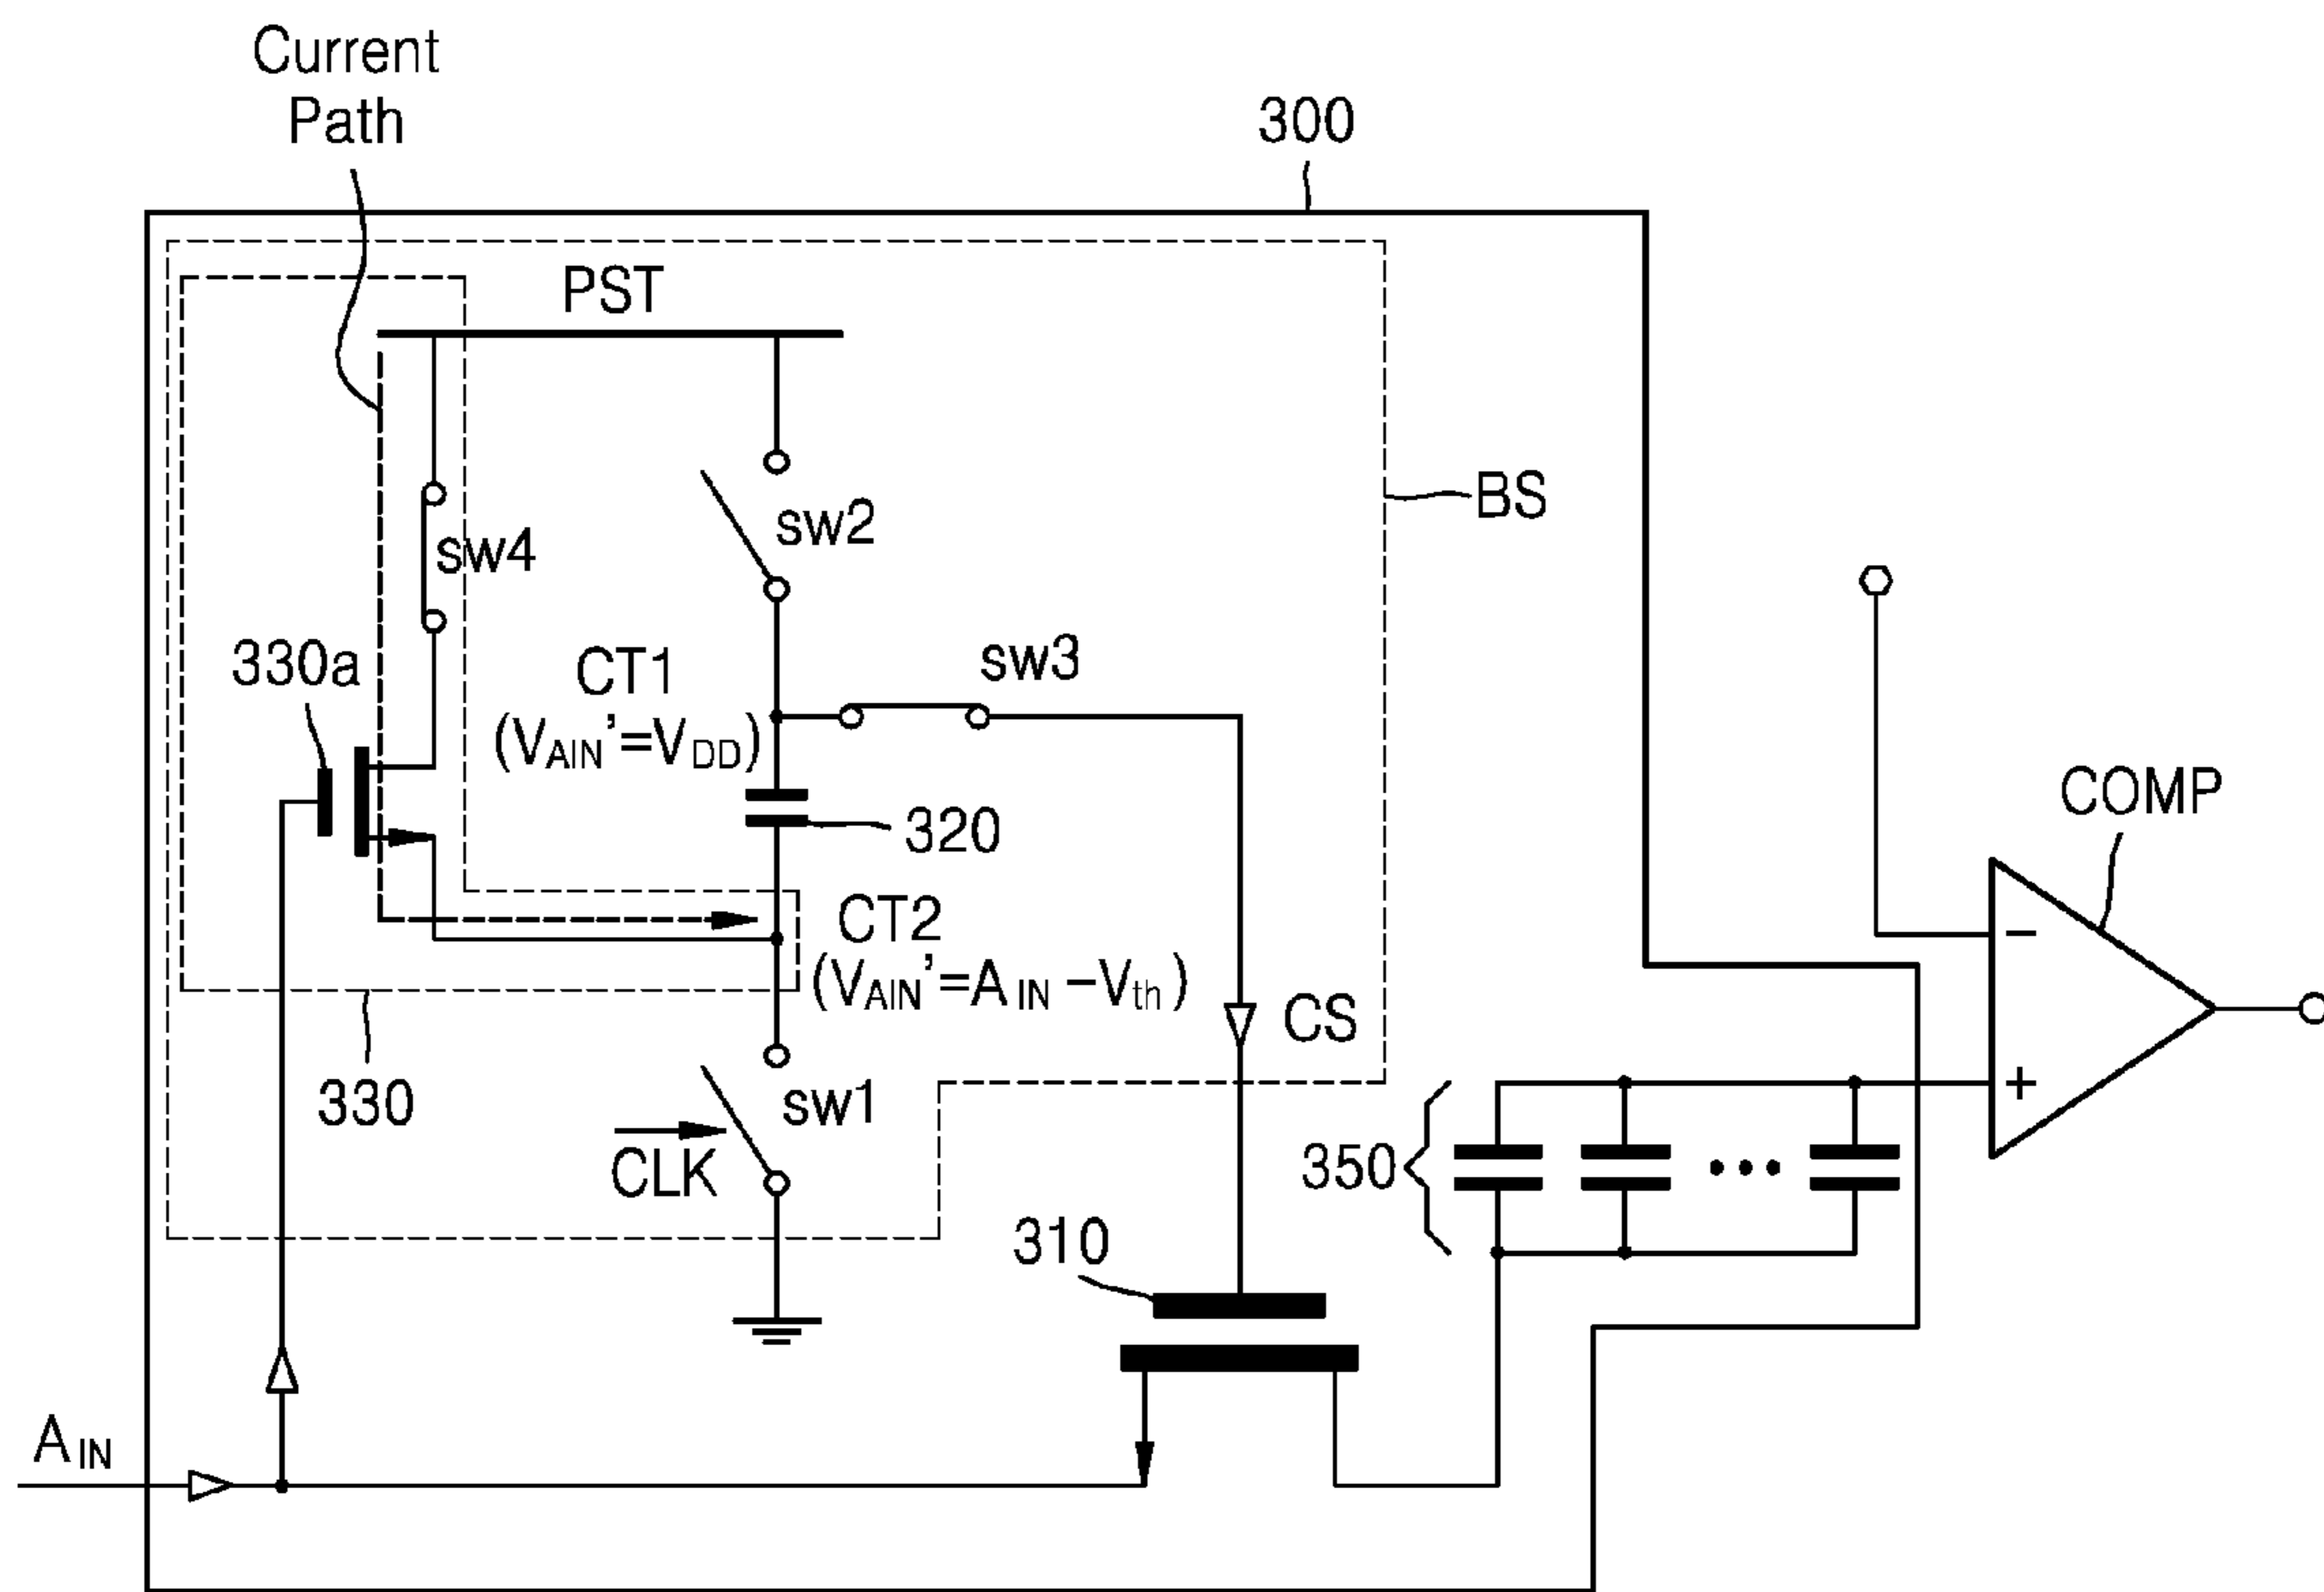 Current
Path
300
PST
BS
sw4
sw2
330a
CT1
(VAIN'=VDD)
sw3
320
COMP
CT2
(VAIN'=AIN −Vth)
−
CS
330
sw1
+
CLK
350
310
AIN